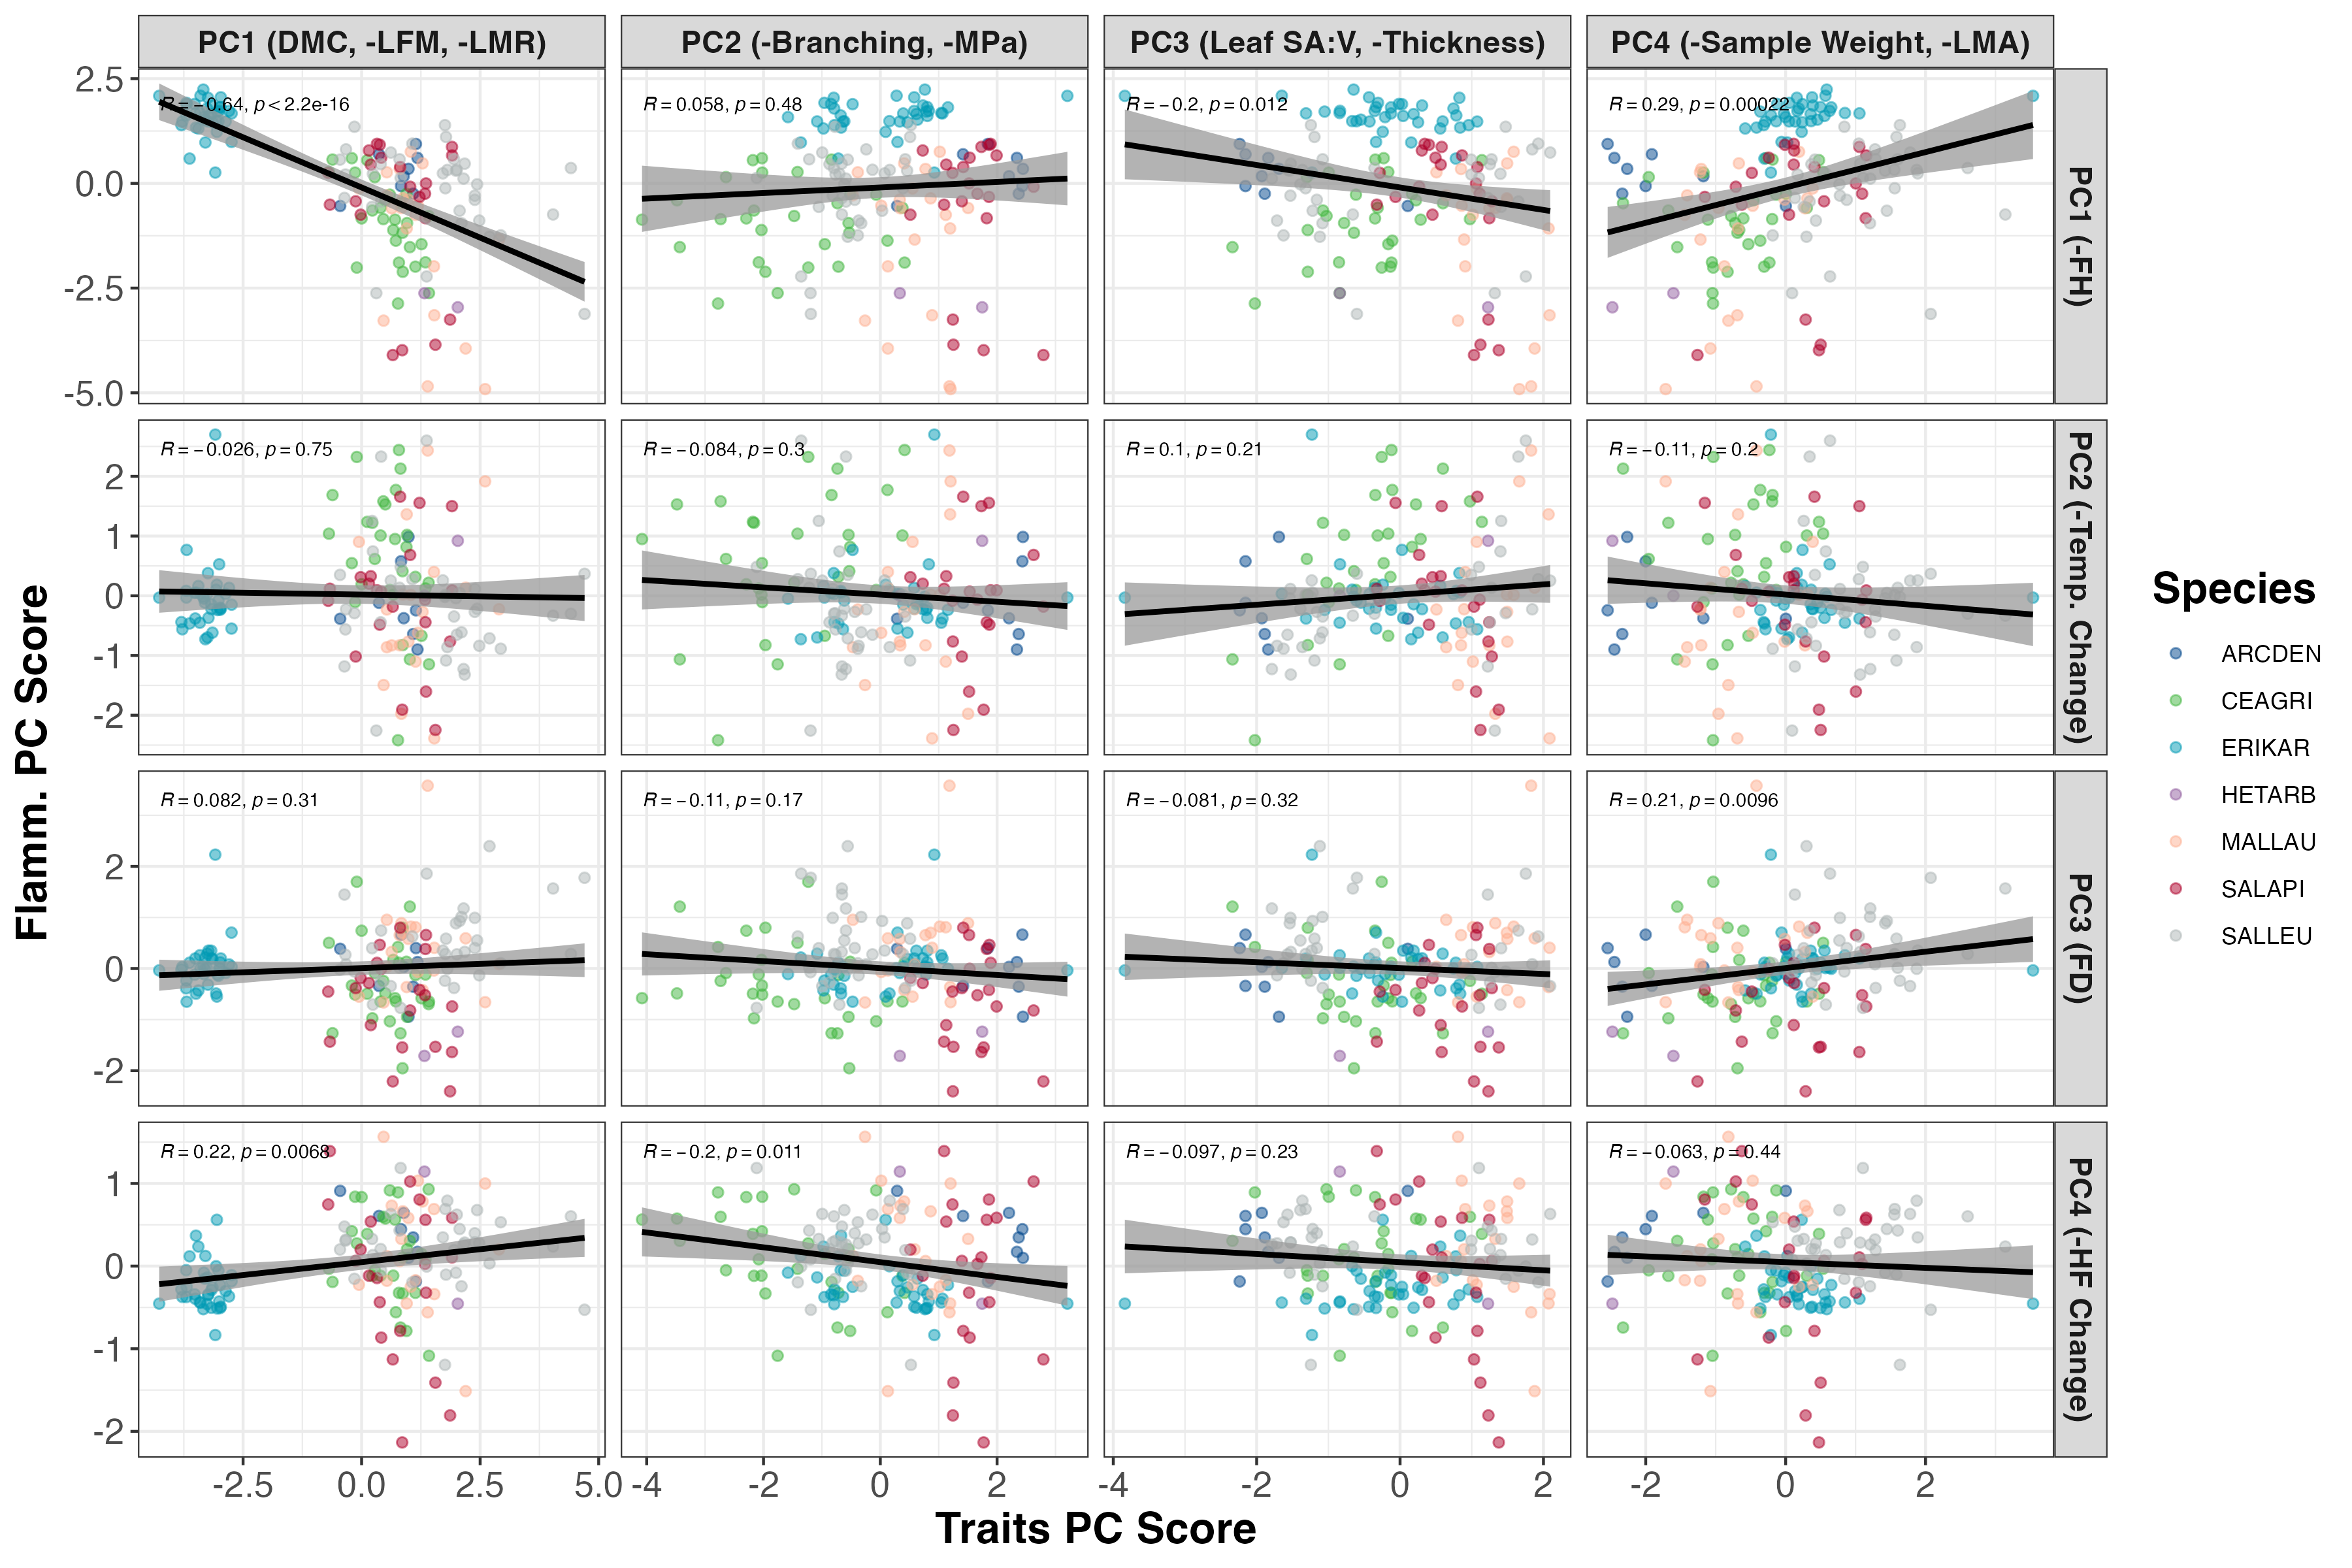 PC1 (DMC, -LFM, -LMR)
PC2 (-Branching, -MPa)
PC3 (Leaf SA:V, -Thickness)
PC4 (-Sample Weight, -LMA)
2.5
0.0
-2.5
-5.0
R = −0.64, p < 2.2e-16
R = 0.058, p = 0.48
R = −0.2, p = 0.012
R = 0.29, p = 0.00022
PC1 (-FH)
2
1
0
-1
-2
R = −0.026, p = 0.75
R = −0.084, p = 0.3
R = 0.1, p = 0.21
R = −0.11, p = 0.2
PC2 (-Temp. Change)
2
0
-2
R = 0.082, p = 0.31
R = −0.11, p = 0.17
R = −0.081, p = 0.32
R = 0.21, p = 0.0096
PC3 (FD)
1
0
-1
-2
R = 0.22, p = 0.0068
R = −0.2, p = 0.011
R = −0.097, p = 0.23
R = −0.063, p = 0.44
PC4 (-HF Change)
-2.5 0.0 2.5 5.0
-4 -2 0 2
-4 -2 0 2
-2 0 2
Traits PC Score
Flamm. PC Score
Species
ARCDEN
CEAGRI
ERIKAR
HETARB
MALLAU
SALAPI
SALLEU